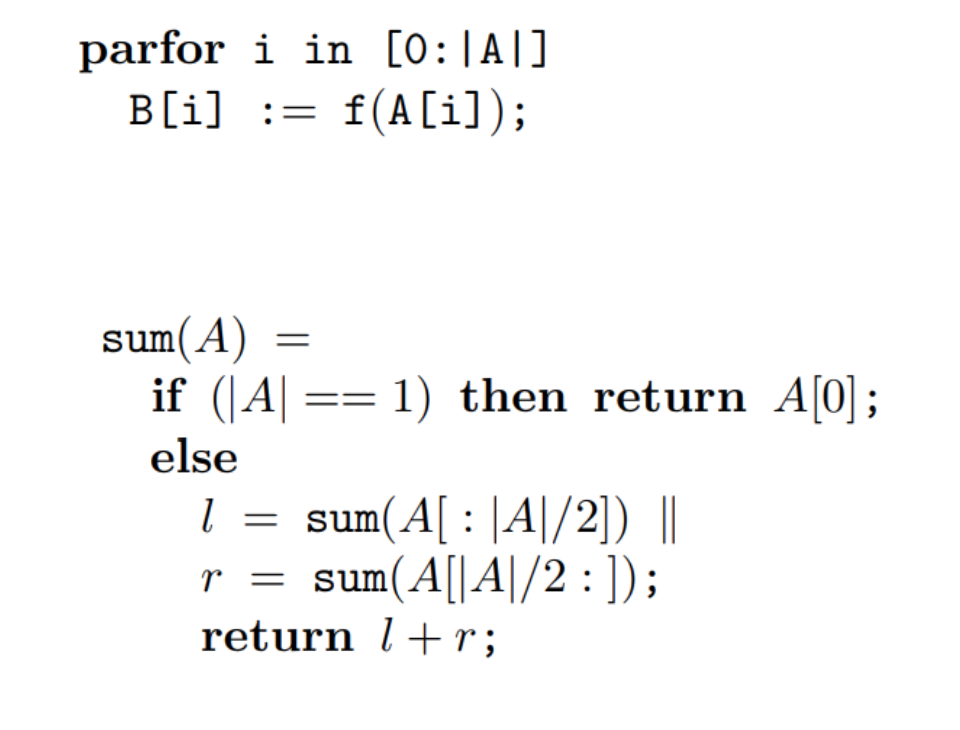 parfor i in [0:|A|]
B[i] := f(A[i]);
sum(A) =
if (|A| == 1) then return A[0];
else
l = sum(A[ : |A|/2]) ∥
r = sum(A[|A|/2 : ]);
return l + r;